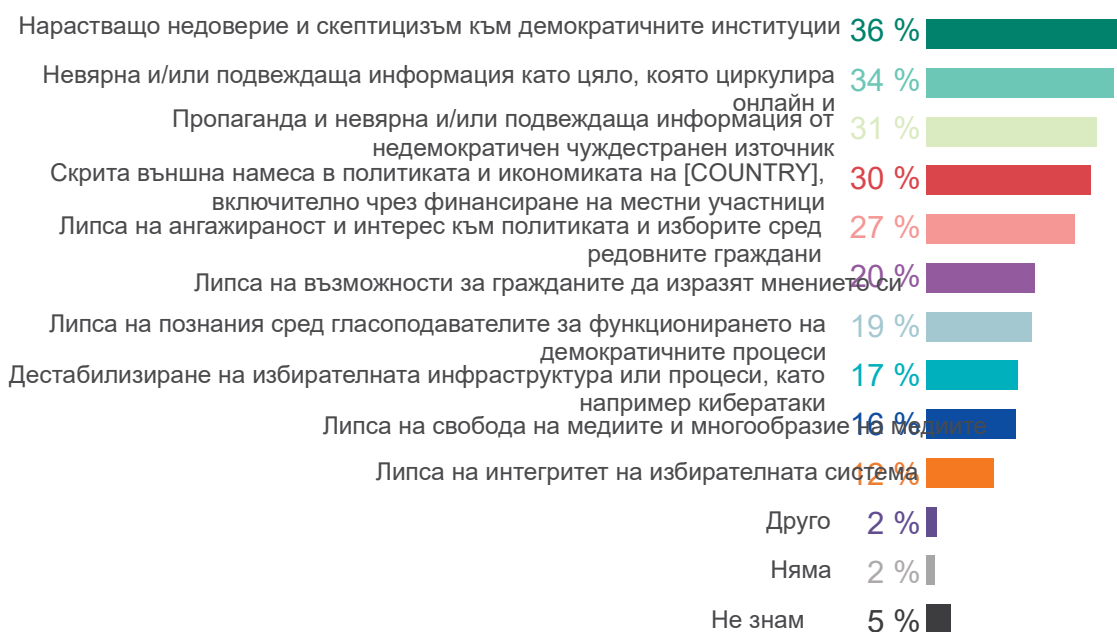 Нарастващо недоверие и скептицизъм към демократичните институции 36 %
Невярна и/или подвеждаща информация като цяло, която циркулира 34 %
онлайн и
Пропаганда и невярна и/или подвеждаща информация от 31 %
недемократичен чуждестранен източник
Скрита външна намеса в политиката и икономиката на [COUNTRY], 30 %
включително чрез финансиране на местни участници
Липса на ангажираност и интерес към политиката и изборите сред 27 %
редовните граждани
Липса на възможности за гражданите да изразят мнението си 20 %
Липса на познания сред гласоподавателите за функционирането на 19 %
демократичните процеси
Дестабилизиране на избирателната инфраструктура или процеси, като 17 %
например кибератаки
Липса на свобода на медиите и многообразие на медиите 16 %
Липса на интегритет на избирателната система 12 %
Друго 2 %
Няма 2 %
Не знам 5 %